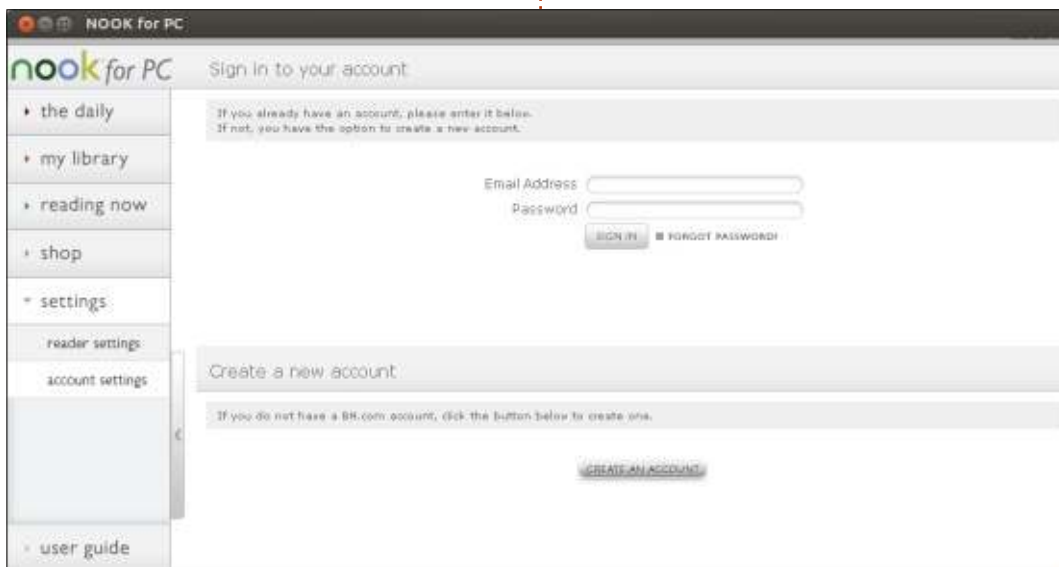 NOOK for PC
nook for PC
Sign in to your account
the daily
my library
reading now
shop
settings
reader settings
account settings
user guide
If you already have an account, please enter it below.
If not, you have the option to create a new account.
Email Address
Password
SIGN IN
FORGOT PASSWORD?
Create a new account
If you do not have a BN.com account, click the button below to create one.
CREATE AN ACCOUNT